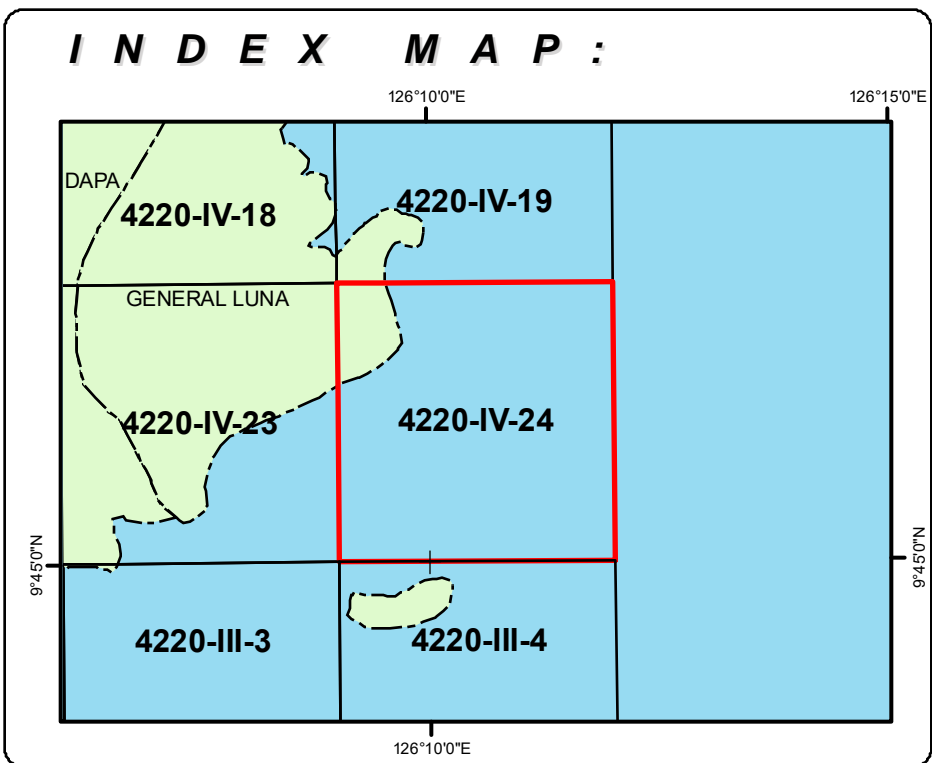 INDEX MAP:
126°10'0"E
126°15'0"E
DAPA
4220-IV-18
4220-IV-19
GENERAL LUNA
4220-IV-23
4220-IV-24
9°45'0"N
9°45'0"N
4220-III-3
4220-III-4
126°10'0"E